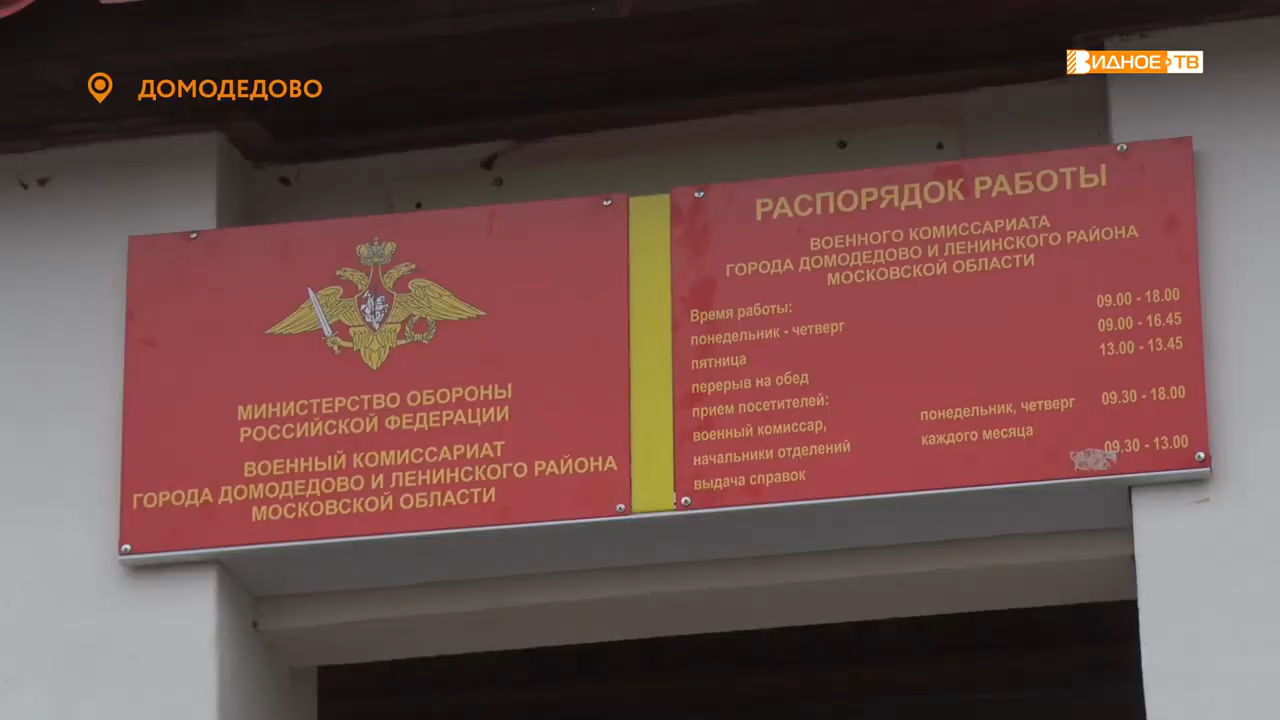 ДОМОДЕДОВО
ВИДНОЕ ТВ
МИНИСТЕРСТВО ОБОРОНЫ
РОССИЙСКОЙ ФЕДЕРАЦИИ
ВОЕННЫЙ КОМИССАРИАТ
ГОРОДА ДОМОДЕДОВО И ЛЕНИНСКОГО РАЙОНА
МОСКОВСКОЙ ОБЛАСТИ
РАСПОРЯДОК РАБОТЫ
ВОЕННОГО КОМИССАРИАТА
ГОРОДА ДОМОДЕДОВО И ЛЕНИНСКОГО РАЙОНА
МОСКОВСКОЙ ОБЛАСТИ
Время работы:
понедельник - четверг 09.00 - 18.00
пятница 09.00 - 16.45
перерыв на обед 13.00 - 13.45
прием посетителей:
военный комиссар, понедельник, четверг 09.30 - 18.00
начальники отделений каждого месяца
выдача справок 09.30 - 13.00